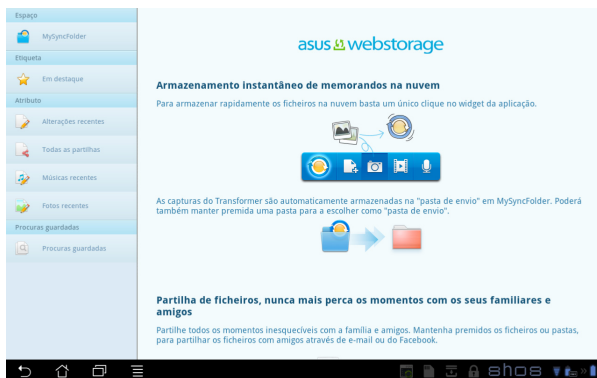 Espaço
MySyncFolder
Etiqueta
Em destaque
Atributo
Alterações recentes
Todas as partilhas
Músicas recentes
Fotos recentes
Procuras guardadas
Procuras guardadas
asus webstorage
Armazenamento instantâneo de memorandos na nuvem
Para armazenar rapidamente os ficheiros na nuvem basta um único clique no widget da aplicação.
As capturas do Transformer são automaticamente armazenadas na "pasta de envio" em MySyncFolder. Poderá
também manter premida uma pasta para a escolher como "pasta de envio".
Partilha de ficheiros, nunca mais perca os momentos com os seus familiares e
amigos
Partilhe todos os momentos inesquecíveis com a família e amigos. Mantenha premidos os ficheiros ou pastas,
para partilhar os ficheiros com amigos através de e-mail ou do Facebook.